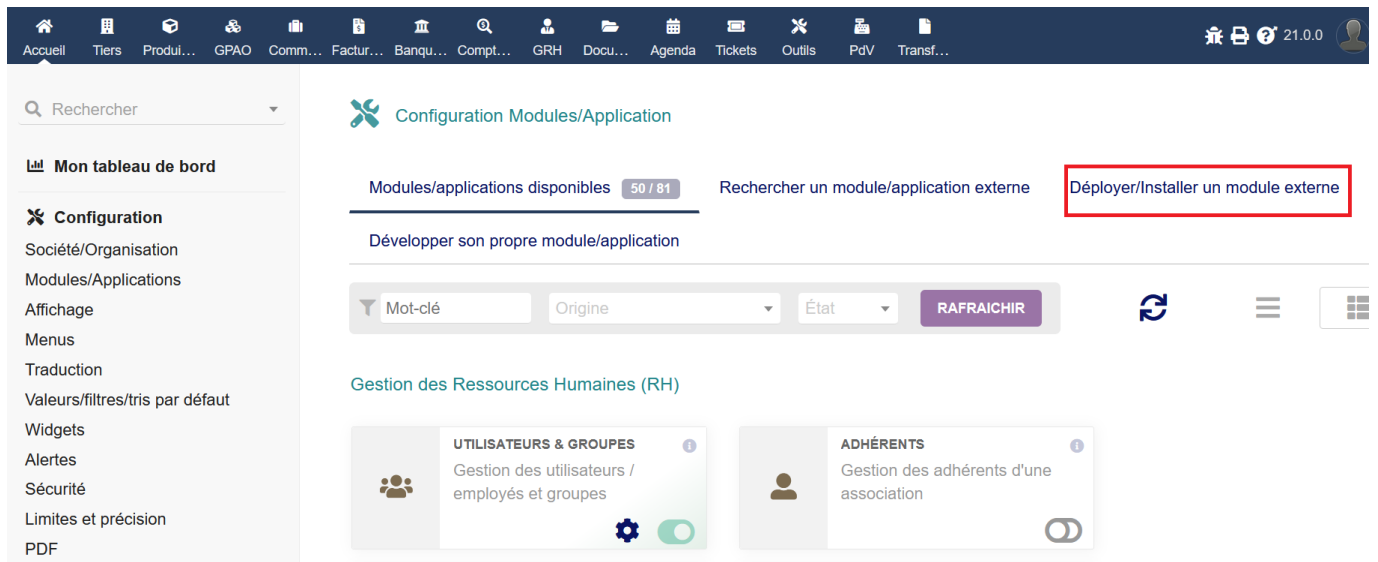 Accueil Tiers Produi... GPAO Comm... Factur... Banqu... Compt... GRH Docu... Agenda Tickets Outils PdV Transf... 21.0.0
Rechercher
Mon tableau de bord
Configuration
Société/Organisation
Modules/Applications
Affichage
Menus
Traduction
Valeurs/filtres/tris par défaut
Widgets
Alertes
Sécurité
Limites et précision
PDF
Configuration Modules/Application
Modules/applications disponibles 50 / 81 Rechercher un module/application externe Déployer/Installer un module externe
Développer son propre module/application
Mot-clé Origine État RAFRAICHIR
Gestion des Ressources Humaines (RH)
UTILISATEURS & GROUPES
Gestion des utilisateurs /
employés et groupes
ADHÉRENTS
Gestion des adhérents d'une
association